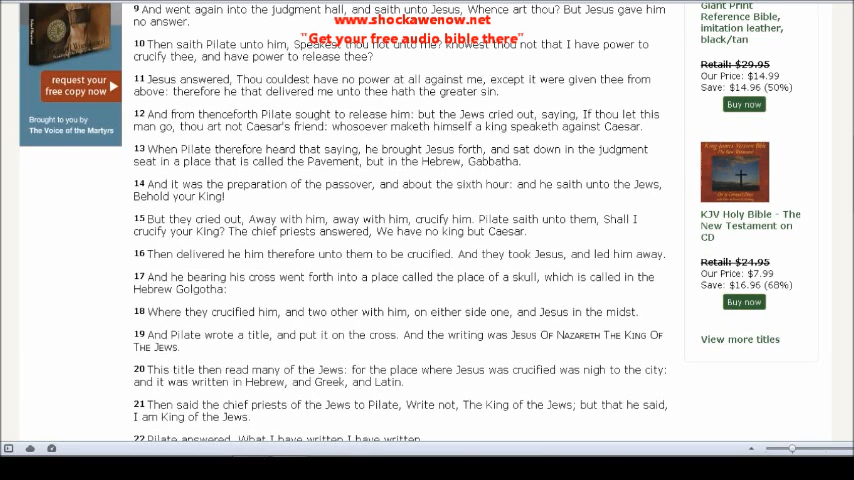 9 And went again into the judgment hall, and saith unto Jesus, Whence art thou? But Jesus gave him
no answer.
www.shockawenow.net
"Get your free audio bible there"
10 Then saith Pilate unto him, Speakest thou not unto me? knowest thou not that I have power to
crucify thee, and have power to release thee?
11 Jesus answered, Thou couldest have no power at all against me, except it were given thee from
above: therefore he that delivered me unto thee hath the greater sin.
12 And from thenceforth Pilate sought to release him: but the Jews cried out, saying, If thou let this
man go, thou art not Caesar's friend: whosoever maketh himself a king speaketh against Caesar.
13 When Pilate therefore heard that saying, he brought Jesus forth, and sat down in the judgment
seat in a place that is called the Pavement, but in the Hebrew, Gabbatha.
14 And it was the preparation of the passover, and about the sixth hour: and he saith unto the Jews,
Behold your King!
15 But they cried out, Away with him, away with him, crucify him. Pilate saith unto them, Shall I
crucify your King? The chief priests answered, We have no king but Caesar.
16 Then delivered he him therefore unto them to be crucified. And they took Jesus, and led him away.
17 And he bearing his cross went forth into a place called the place of a skull, which is called in the
Hebrew Golgotha:
18 Where they crucified him, and two other with him, on either side one, and Jesus in the midst.
19 And Pilate wrote a title, and put it on the cross. And the writing was JESUS OF NAZARETH THE KING OF
THE JEWS.
20 This title then read many of the Jews: for the place where Jesus was crucified was nigh to the city:
and it was written in Hebrew, and Greek, and Latin.
21 Then said the chief priests of the Jews to Pilate, Write not, The King of the Jews; but that he said,
I am King of the Jews.
22 Pilate answered, What I have written I have written.
request your
free copy now
Brought to you by
The Voice of the Martyrs
Giant Print
Reference Bible,
imitation leather,
black/tan
Retail: $29.95
Our Price: $14.99
Save: $14.96 (50%)
Buy now
KJV Holy Bible - The
New Testament on
CD
Retail: $24.95
Our Price: $7.99
Save: $16.96 (68%)
Buy now
View more titles